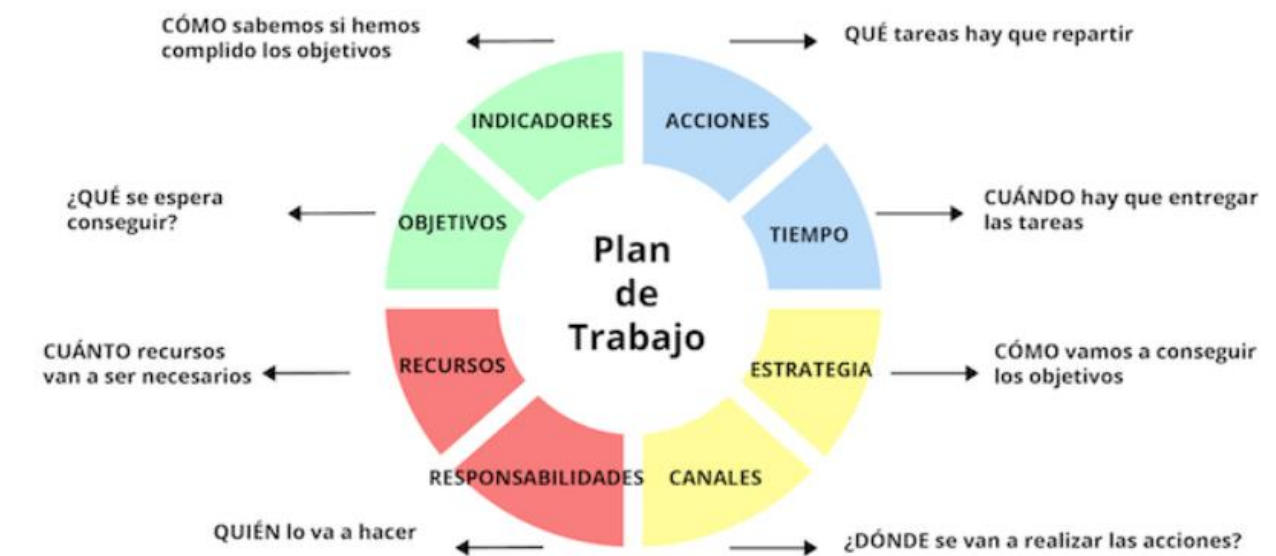 CÓMO sabemos si hemos
complido los objetivos
QUÉ tareas hay que repartir
INDICADORES
ACCIONES
¿QUÉ se espera
conseguir?
OBJETIVOS
TIEMPO
CUÁNDO hay que entregar
las tareas
Plan
de
Trabajo
CUÁNTO recursos
van a ser necesarios
RECURSOS
ESTRATEGIA
CÓMO vamos a conseguir
los objetivos
RESPONSABILIDADES
CANALES
QUIÉN lo va a hacer
¿DÓNDE se van a realizar las acciones?